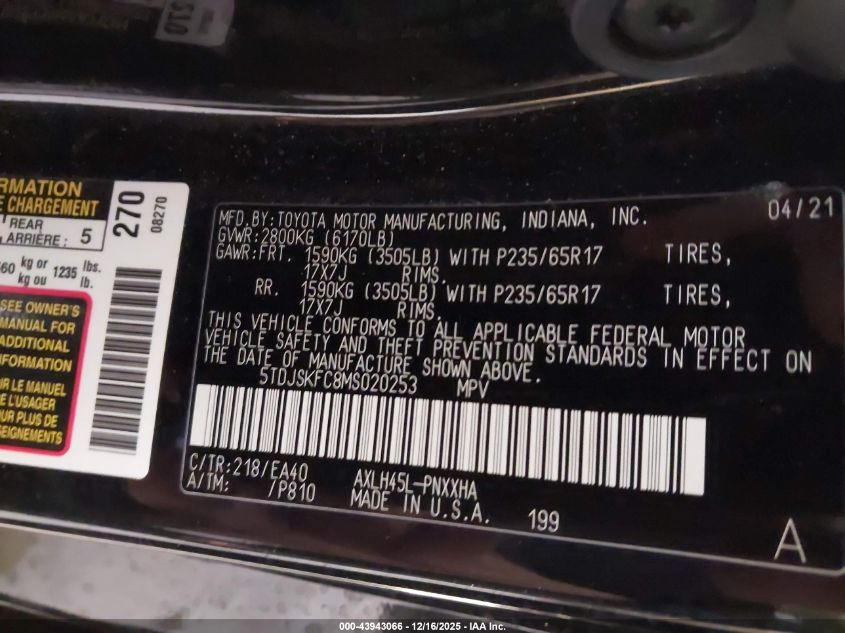 S10
RMATION
E CHARGEMENT
REAR
ARRIÈRE : 5
560 kg or 1235 lbs.
kg ou lb.
270
08270
SEE OWNER'S
MANUAL FOR
ADDITIONAL
INFORMATION
IR LE MANUEL
E L'USAGER
UR PLUS DE
SEIGNEMENTS
MFD.BY:TOYOTA MOTOR MANUFACTURING, INDIANA, INC. 04/21
GVWR:2800KG (6170LB)
GAWR:FRT. 1590KG (3505LB) WITH P235/65R17 TIRES,
17X7J RIMS.
RR. 1590KG (3505LB) WITH P235/65R17 TIRES,
17X7J RIMS.
THIS VEHICLE CONFORMS TO ALL APPLICABLE FEDERAL MOTOR
VEHICLE SAFETY AND THEFT PREVENTION STANDARDS IN EFFECT ON
THE DATE OF MANUFACTURE SHOWN ABOVE.
5TDJSKFC8MS020253 MPV
C/TR:218/EA40 AXLH45L-PNXXHA
A/TM: /P810 MADE IN U.S.A. 199
A
000-43943066 - 12/16/2025 - IAA Inc.